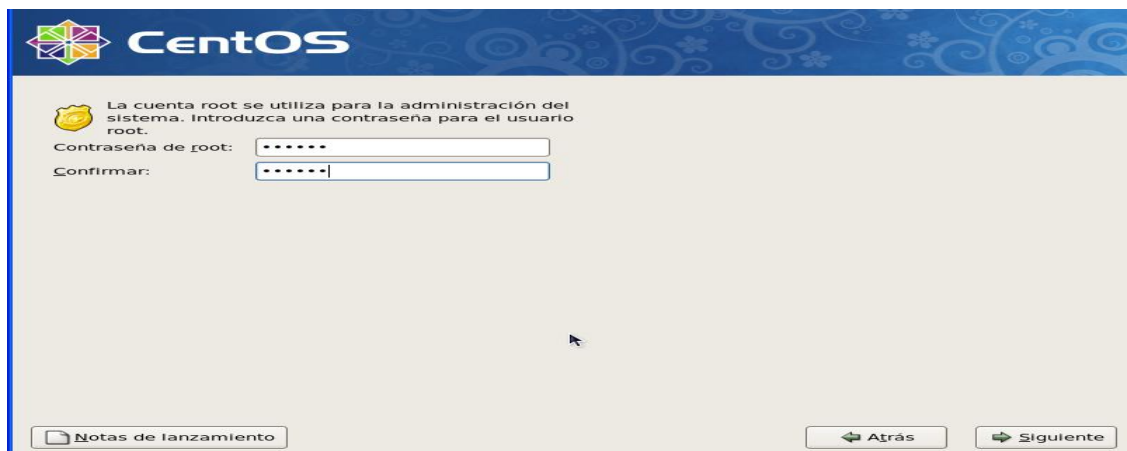 CentOS
La cuenta root se utiliza para la administración del
sistema. Introduzca una contraseña para el usuario
root.
Contraseña de root: ••••••
Confirmar: ••••••
Notas de lanzamiento
Atrás
Siguiente